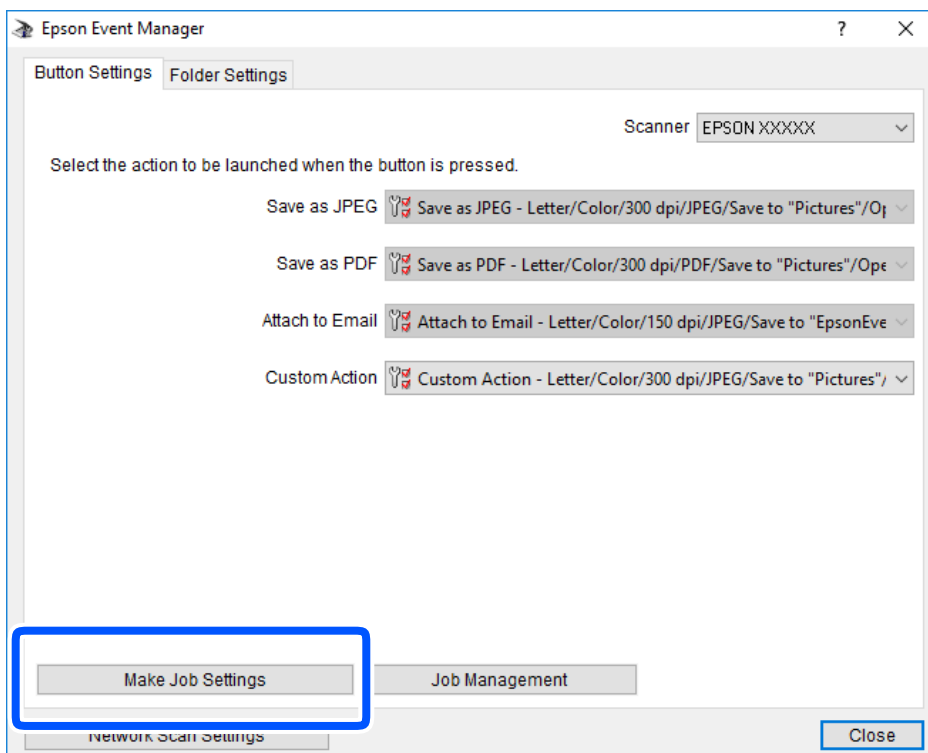 Epson Event Manager
Button Settings Folder Settings
Scanner EPSON XXXXX
Select the action to be launched when the button is pressed.
Save as JPEG Save as JPEG - Letter/Color/300 dpi/JPEG/Save to "Pictures"/Op
Save as PDF Save as PDF - Letter/Color/300 dpi/PDF/Save to "Pictures"/Ope
Attach to Email Attach to Email - Letter/Color/150 dpi/JPEG/Save to "EpsonEve
Custom Action Custom Action - Letter/Color/300 dpi/JPEG/Save to "Pictures"/
Make Job Settings Job Management
Network Scan Settings Close